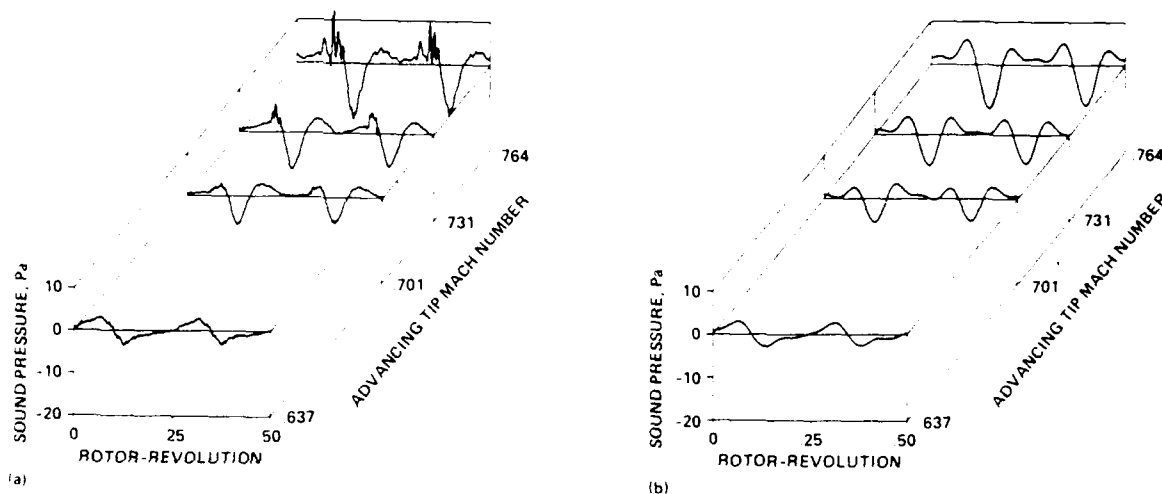 SOUND PRESSURE, Pa
10
0
-10
-20
0
25
50
ROTOR-REVOLUTION
637
701
731
764
ADVANCING TIP MACH NUMBER
(a)
SOUND PRESSURE, Pa
10
0
-10
-20
0
25
.50
ROTOR-REVOLUTION
637
.701
.731
.764
ADVANCING TIP MACH NUMBER
(b)